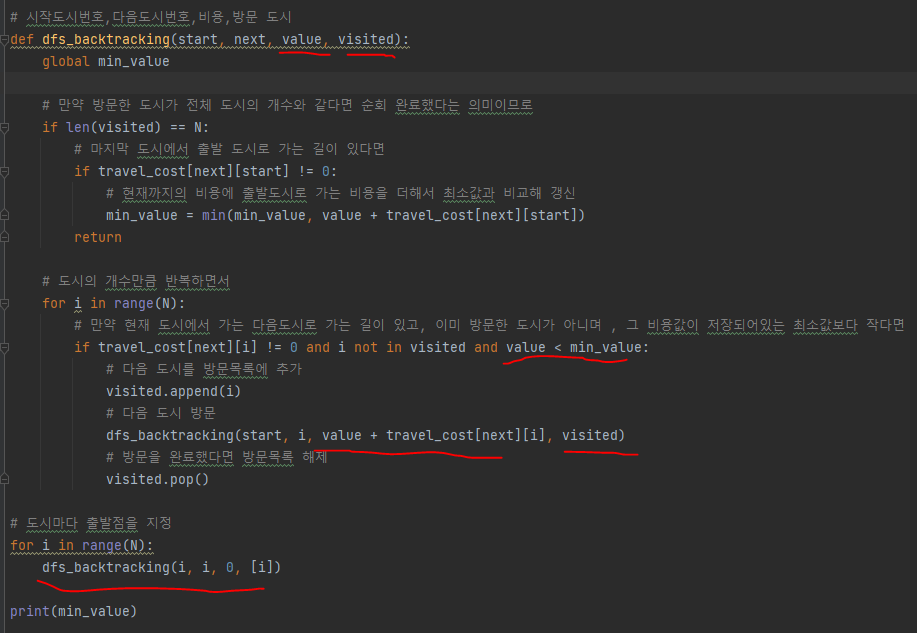 # 시작도시번호,다음도시번호,비용,방문 도시
def dfs_backtracking(start, next, value, visited):
global min_value
# 만약 방문한 도시가 전체 도시의 개수와 같다면 순회 완료했다는 의미이므로
if len(visited) == N:
# 마지막 도시에서 출발 도시로 가는 길이 있다면
if travel_cost[next][start] != 0:
# 현재까지의 비용에 출발도시로 가는 비용을 더해서 최소값과 비교해 갱신
min_value = min(min_value, value + travel_cost[next][start])
return
# 도시의 개수만큼 반복하면서
for i in range(N):
# 만약 현재 도시에서 가는 다음도시로 가는 길이 있고, 이미 방문한 도시가 아니며 , 그 비용값이 저장되어있는 최소값보다 작다면
if travel_cost[next][i] != 0 and i not in visited and value < min_value:
# 다음 도시를 방문목록에 추가
visited.append(i)
# 다음 도시 방문
dfs_backtracking(start, i, value + travel_cost[next][i], visited)
# 방문을 완료했다면 방문목록 해제
visited.pop()
# 도시마다 출발점을 지정
for i in range(N):
dfs_backtracking(i, i, 0, [i])
print(min_value)